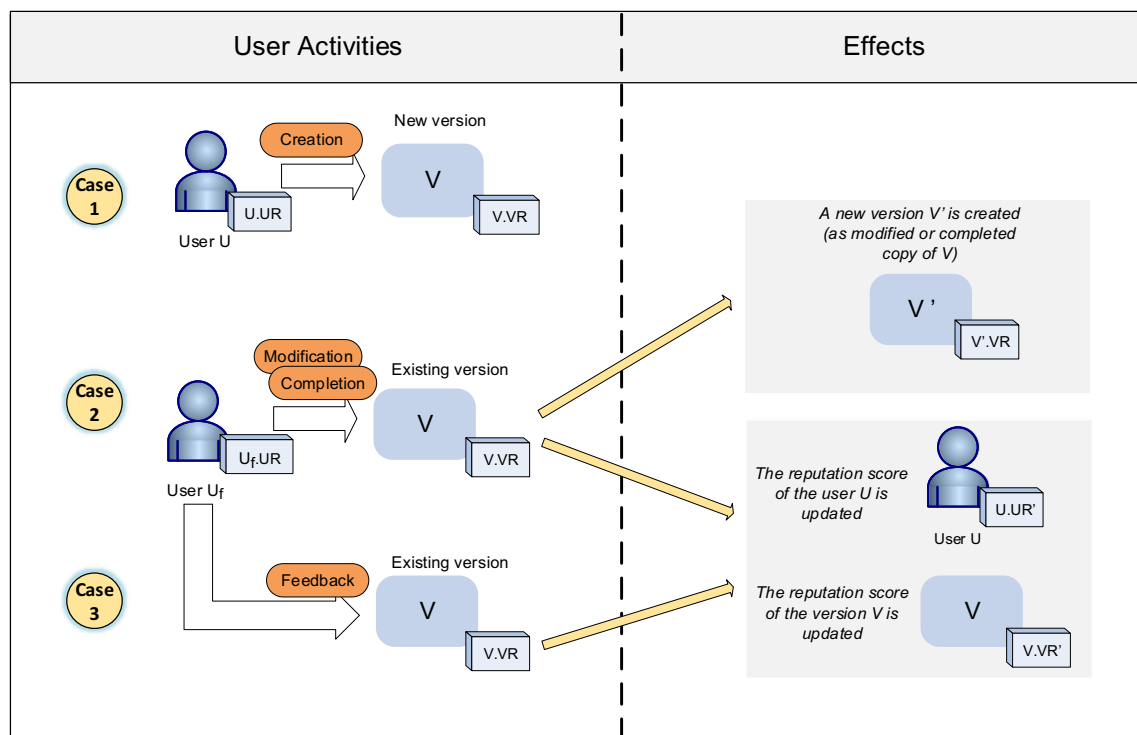 User Activities
Effects
Case
1
Creation
New version
V
V.VR
U.UR
User U
A new version V' is created
(as modified or completed
copy of V)
V '
V'.VR
Case
2
Modification
Completion
Existing version
V
V.VR
Uf.UR
User Uf
The reputation score
of the user U is
updated
U.UR'
User U
Case
3
Feedback
Existing version
V
V.VR
The reputation score
of the version V is
updated
V
V.VR'